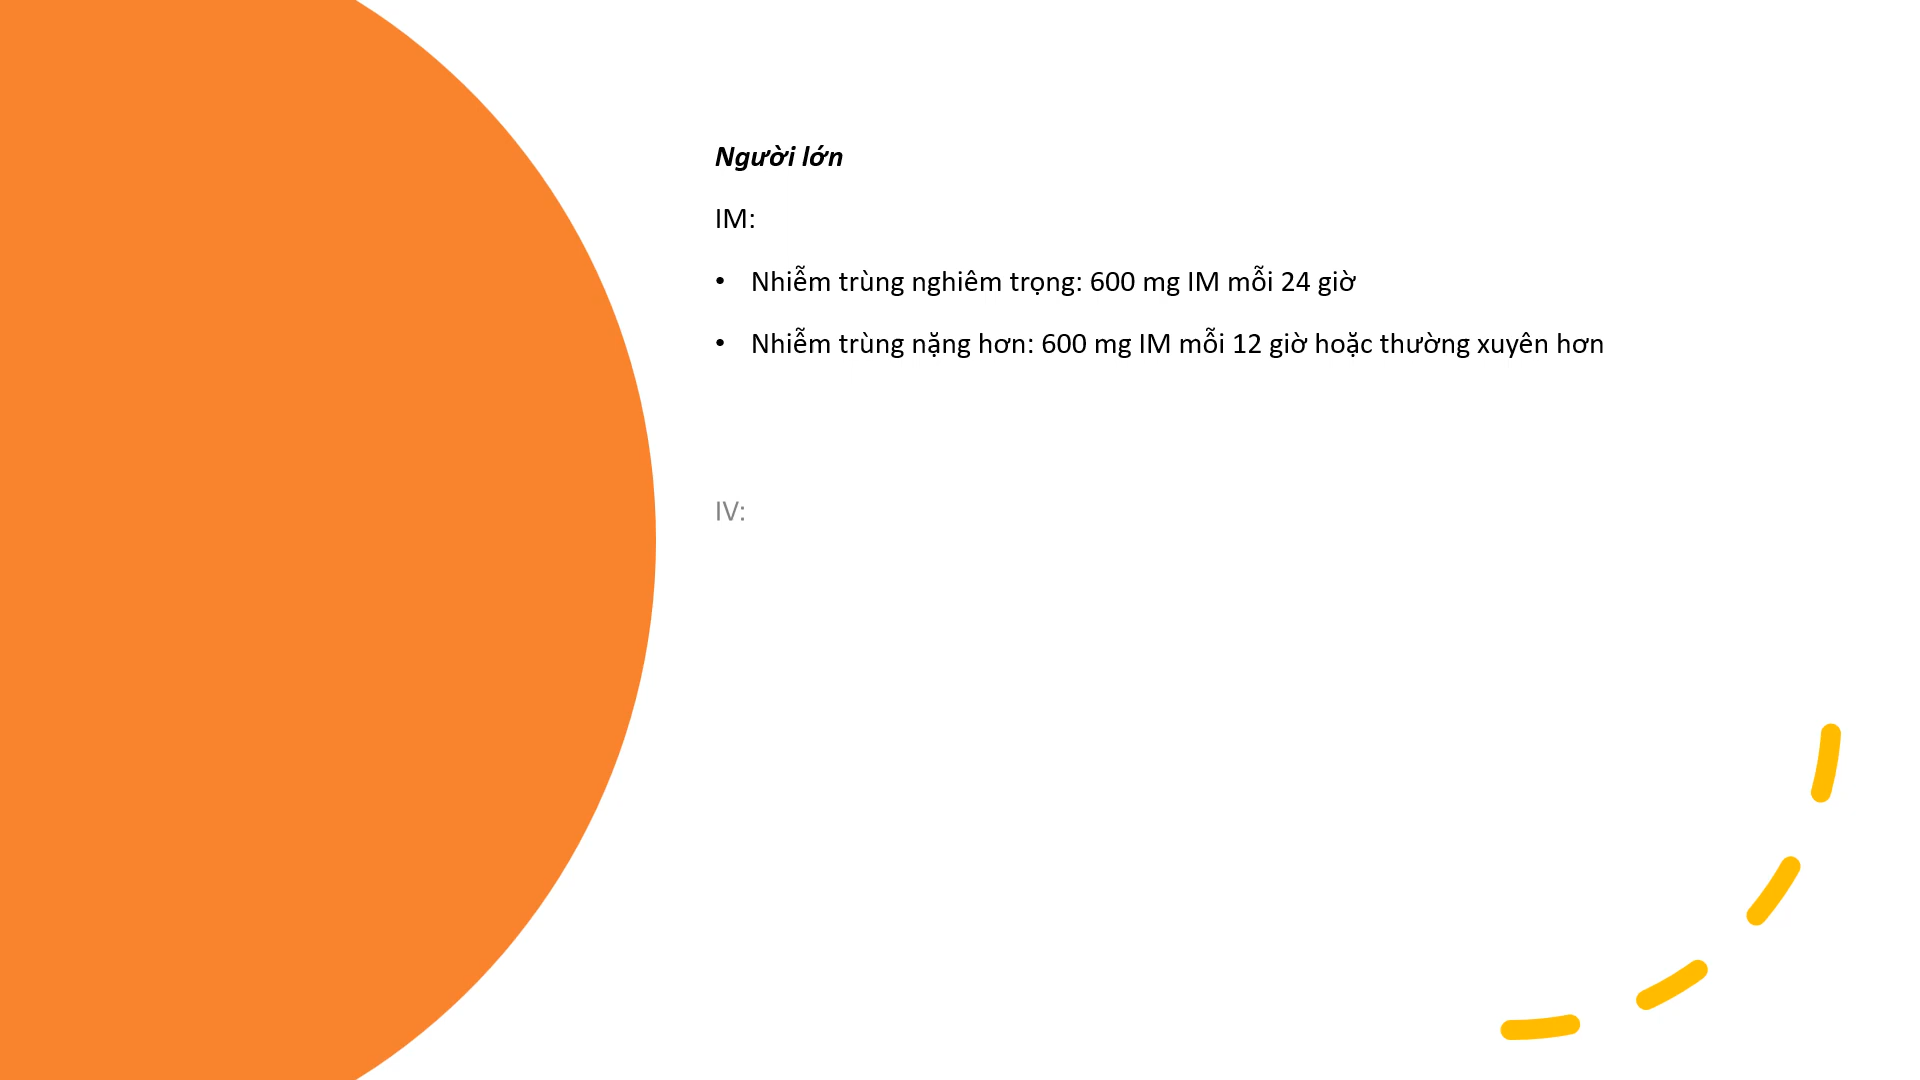 Người lớn
IM:
• Nhiễm trùng nghiêm trọng: 600 mg IM mỗi 24 giờ
• Nhiễm trùng nặng hơn: 600 mg IM mỗi 12 giờ hoặc thường xuyên hơn
IV: